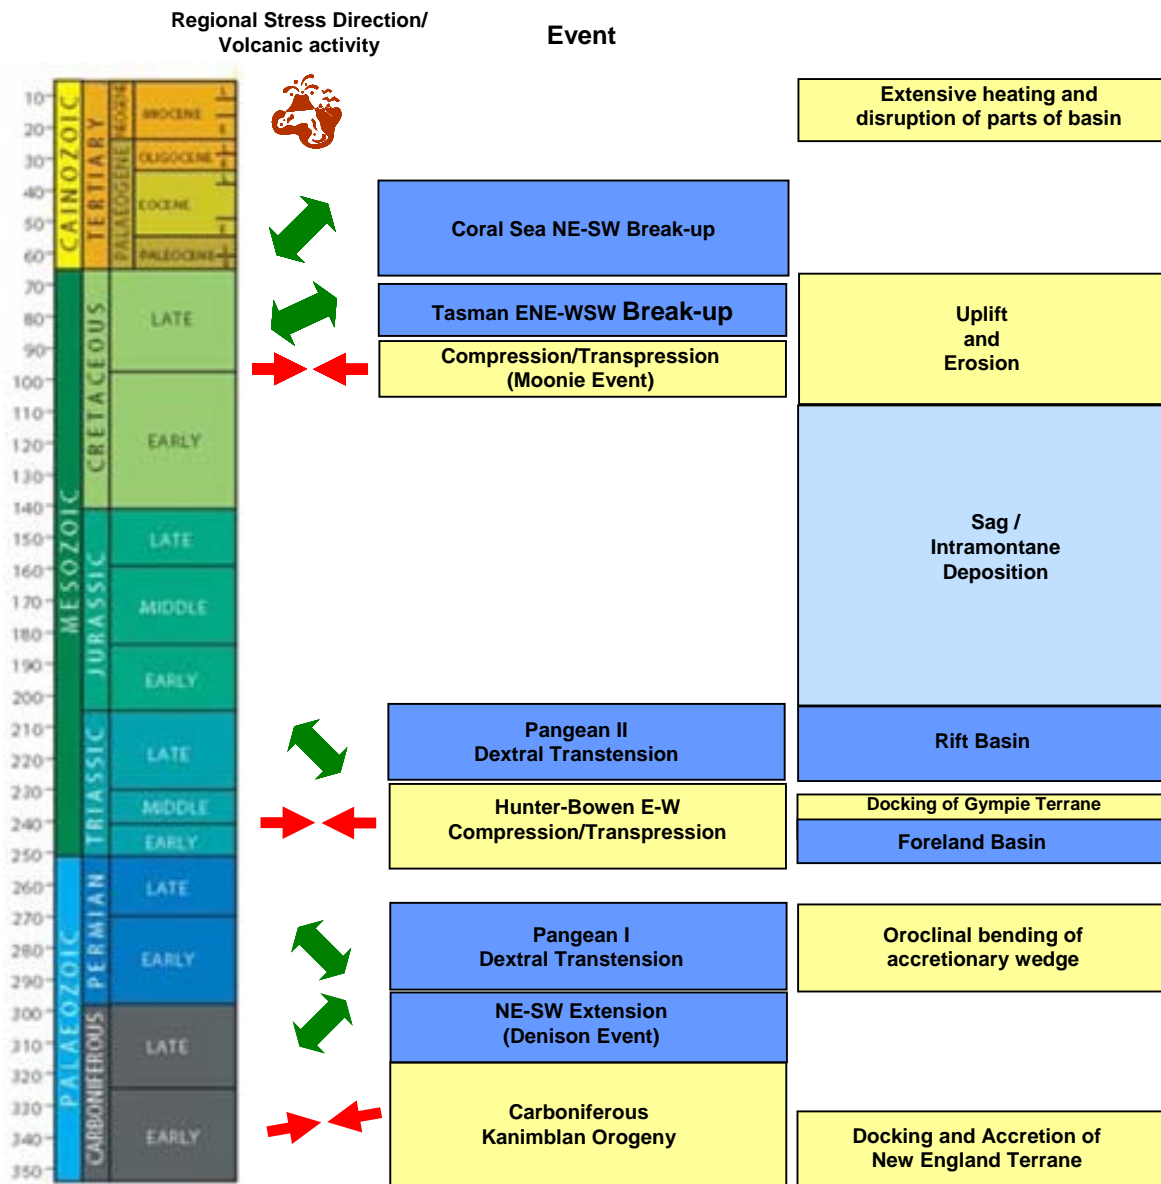 Regional Stress Direction/
Volcanic activity
Event
10
20
30
40
50
60
70
80
90
100
110
120
130
140
150
160
170
180
190
200
210
220
230
240
250
260
270
280
290
300
310
320
330
340
350
CAINOZOIC
MESOZOIC
PALAEOZOIC
TERTIARY
CRETACEOUS
JURASSIC
TRIASSIC
PERMIAN
CARBONIFEROUS
NEOGENE
PALAEOGENE
MIOCENE
OLIGOCENE
EOCENE
PALEOCENE
LATE
EARLY
LATE
MIDDLE
EARLY
LATE
MIDDLE
EARLY
LATE
EARLY
LATE
EARLY
Coral Sea NE-SW Break-up
Tasman ENE-WSW Break-up
Compression/Transpression
(Moonie Event)
Pangean II
Dextral Transtension
Hunter-Bowen E-W
Compression/Transpression
Pangean I
Dextral Transtension
NE-SW Extension
(Denison Event)
Carboniferous
Kanimblan Orogeny
Extensive heating and
disruption of parts of basin
Uplift
and
Erosion
Sag /
Intramontane
Deposition
Rift Basin
Docking of Gympie Terrane
Foreland Basin
Oroclinal bending of
accretionary wedge
Docking and Accretion of
New England Terrane